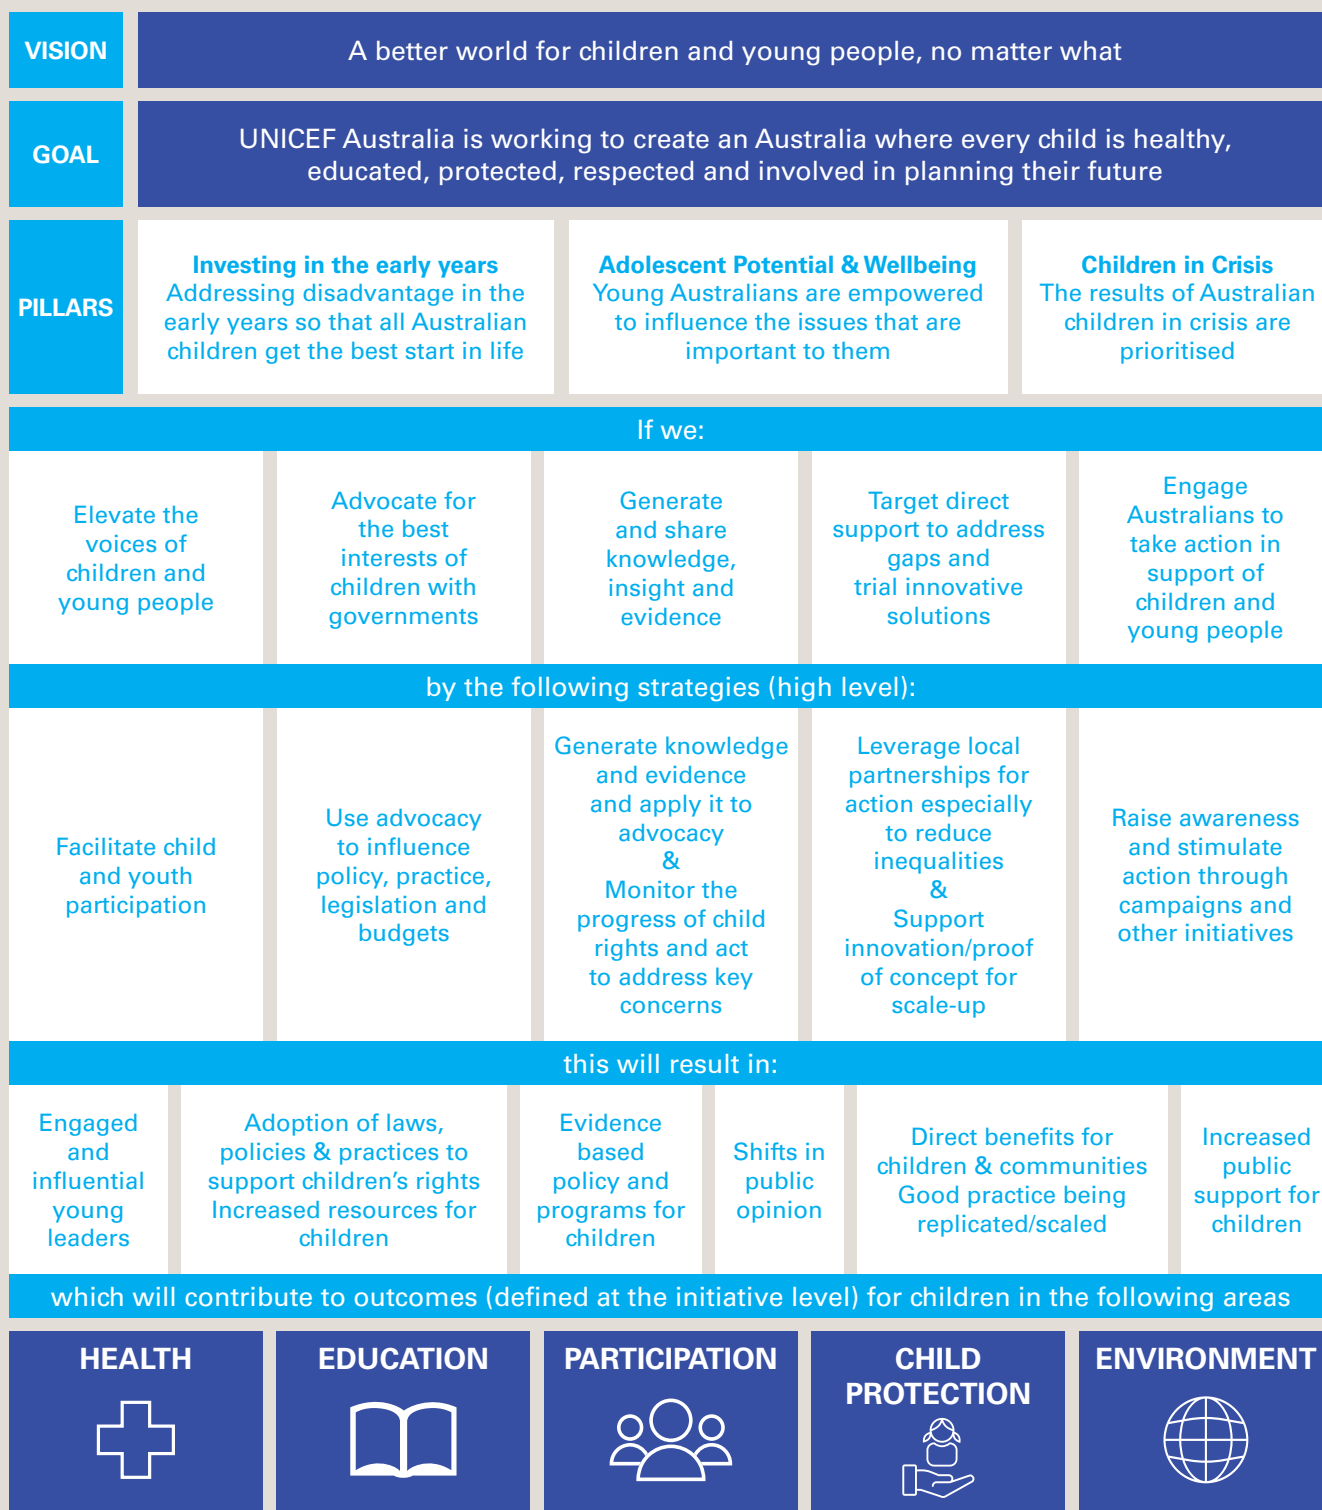 VISION
A better world for children and young people, no matter what
GOAL
UNICEF Australia is working to create an Australia where every child is healthy,
educated, protected, respected and involved in planning their future
PILLARS
Investing in the early years
Addressing disadvantage in the
early years so that all Australian
children get the best start in life
Adolescent Potential & Wellbeing
Young Australians are empowered
to influence the issues that are
important to them
Children in Crisis
The results of Australian
children in crisis are
prioritised
If we:
Elevate the
voices of
children and
young people
Advocate for
the best
interests of
children with
governments
Generate
and share
knowledge,
insight and
evidence
Target direct
support to address
gaps and
trial innovative
solutions
Engage
Australians to
take action in
support of
children and
young people
by the following strategies (high level):
Facilitate child
and youth
participation
Use advocacy
to influence
policy, practice,
legislation and
budgets
Generate knowledge
and evidence
and apply it to
advocacy
&
Monitor the
progress of child
rights and act
to address key
concerns
Leverage local
partnerships for
action especially
to reduce
inequalities
&
Support
innovation/proof
of concept for
scale-up
Raise awareness
and stimulate
action through
campaigns and
other initiatives
this will result in:
Engaged
and
influential
young
leaders
Adoption of laws,
policies & practices to
support children’s rights
Increased resources for
children
Evidence
based
policy and
programs for
children
Shifts in
public
opinion
Direct benefits for
children & communities
Good practice being
replicated/scaled
Increased
public
support for
children
which will contribute to outcomes (defined at the initiative level) for children in the following areas
HEALTH
EDUCATION
PARTICIPATION
CHILD
PROTECTION
ENVIRONMENT